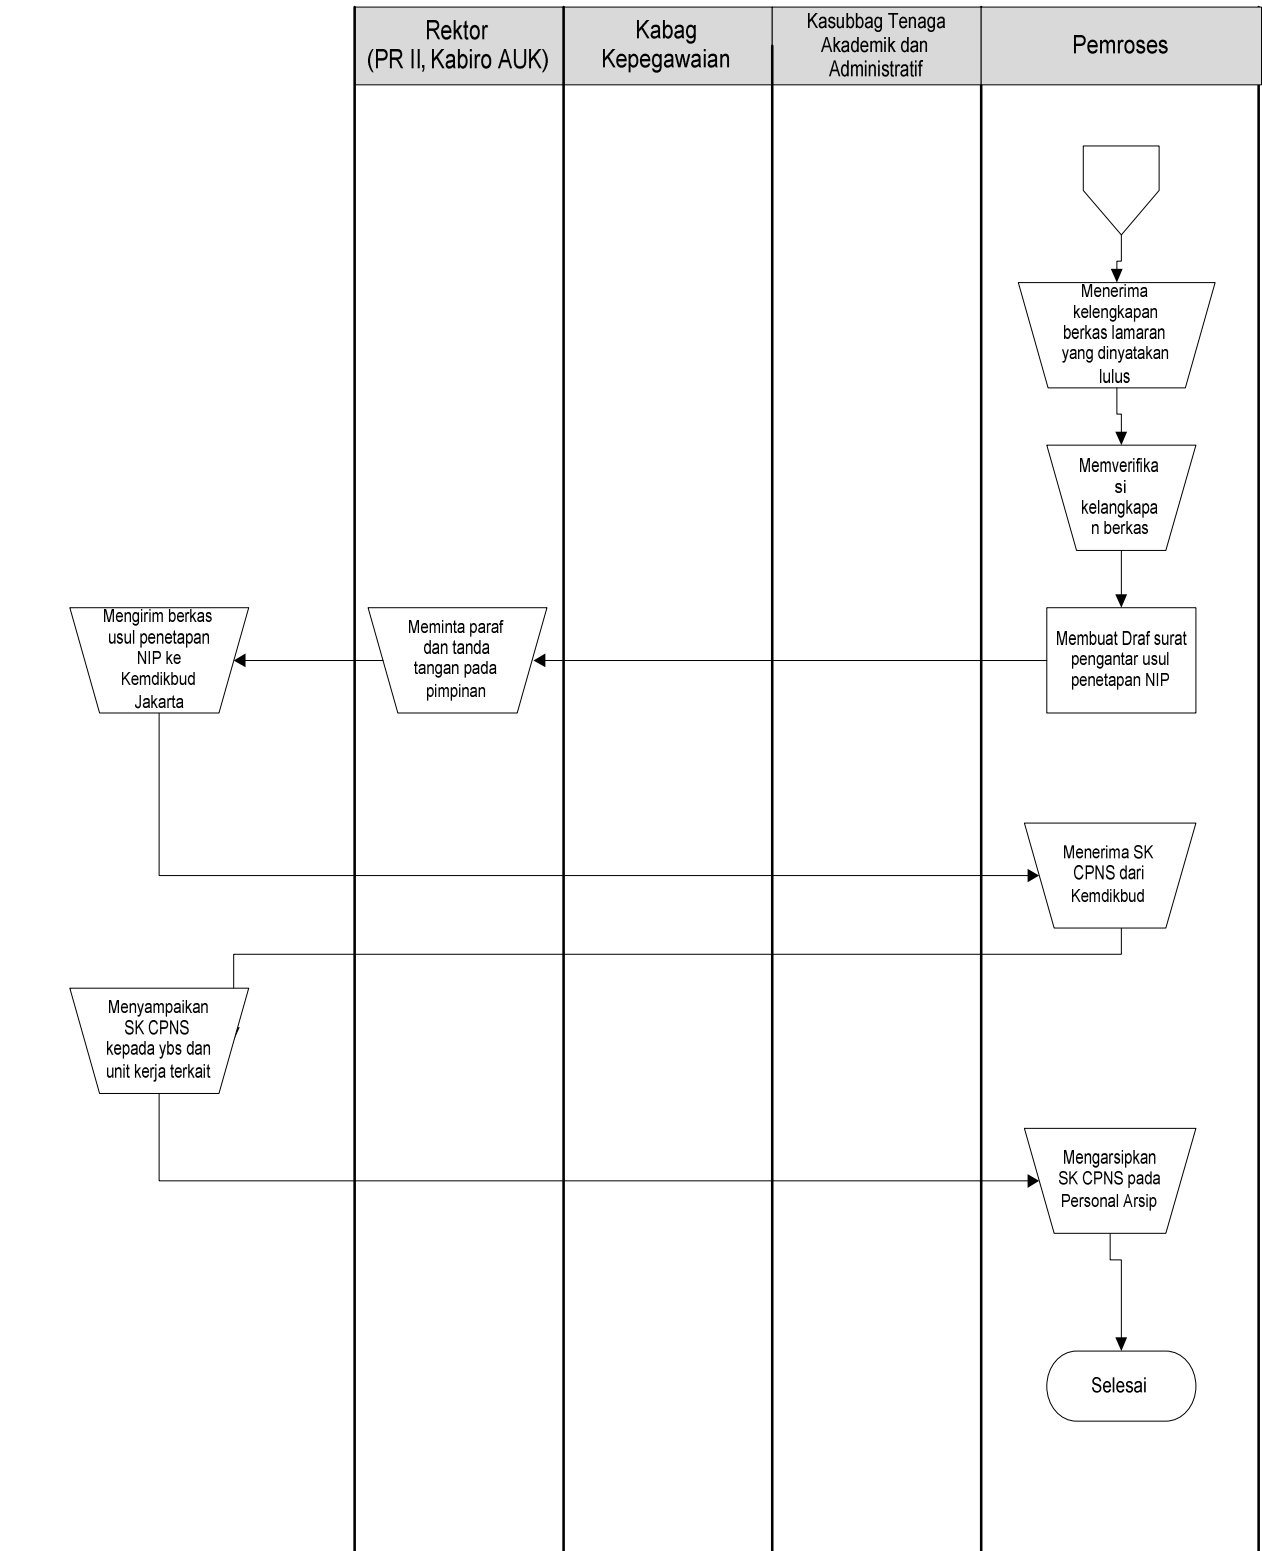 Rektor
(PR II, Kabiro AUK)
Kabag
Kepegawaian
Kasubbag Tenaga
Akademik dan
Administratif
Pemroses
Menerima
kelengkapan
berkas lamaran
yang dinyatakan
lulus
Memverifika
si
kelangkapa
n berkas
Membuat Draf surat
pengantar usul
penetapan NIP
Meminta paraf
dan tanda
tangan pada
pimpinan
Mengirim berkas
usul penetapan
NIP ke
Kemdikbud
Jakarta
Menerima SK
CPNS dari
Kemdikbud
Menyampaikan
SK CPNS
kepada ybs dan
unit kerja terkait
Mengarsipkan
SK CPNS pada
Personal Arsip
Selesai